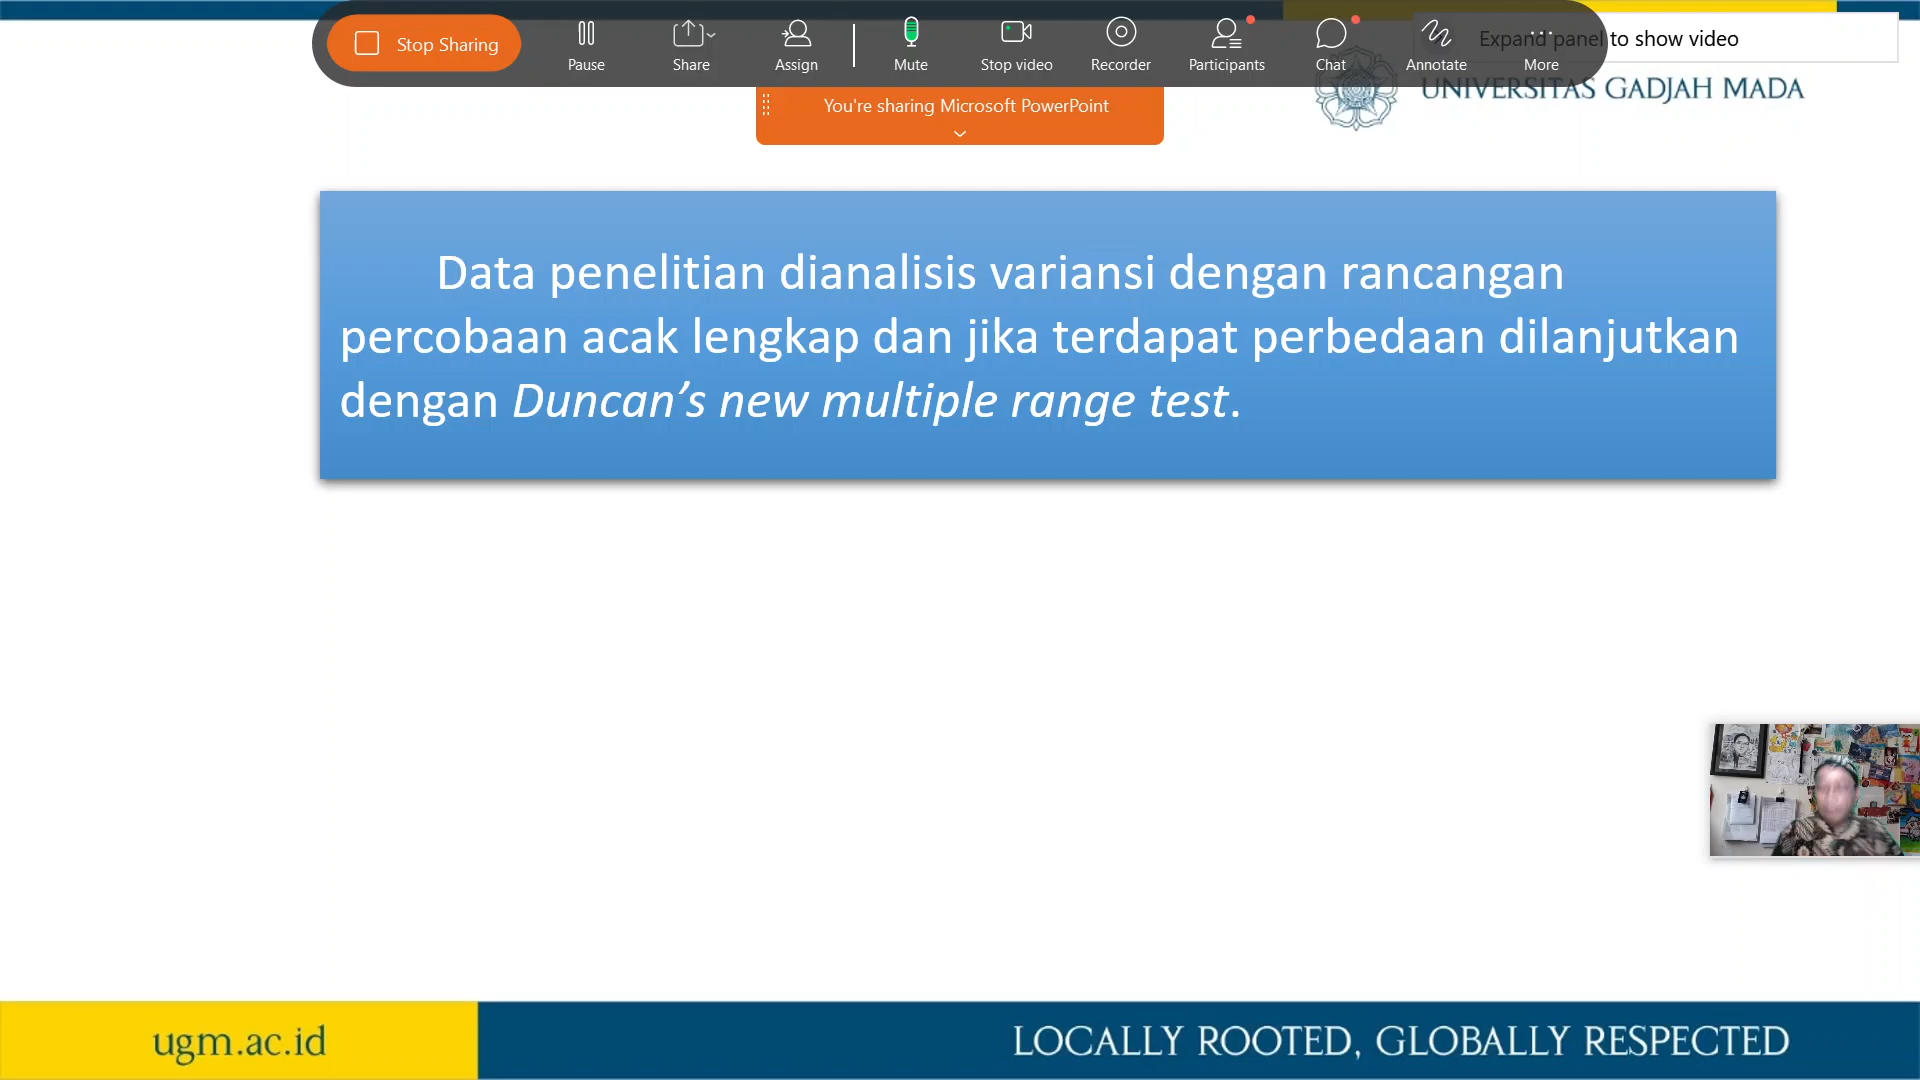 Stop Sharing
Pause
Share
Assign
Mute
Stop video
Recorder
Participants
Chat
Annotate
More
Expand panel to show video
You're sharing Microsoft PowerPoint
UNIVERSITAS GADJAH MADA
Data penelitian dianalisis variansi dengan rancangan
percobaan acak lengkap dan jika terdapat perbedaan dilanjutkan
dengan Duncan’s new multiple range test.
ugm.ac.id
LOCALLY ROOTED, GLOBALLY RESPECTED